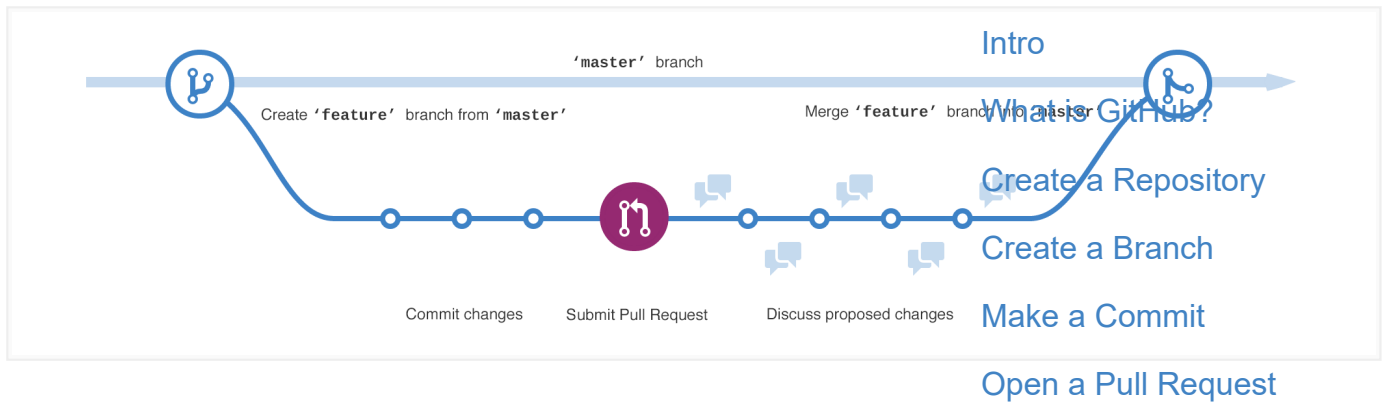 Intro
‘master’ branch
Create ‘feature’ branch from ‘master’
Merge ‘feature’ branch into ‘master’
What is GitHub?
Create a Repository
Create a Branch
Commit changes
Submit Pull Request
Discuss proposed changes
Make a Commit
Open a Pull Request